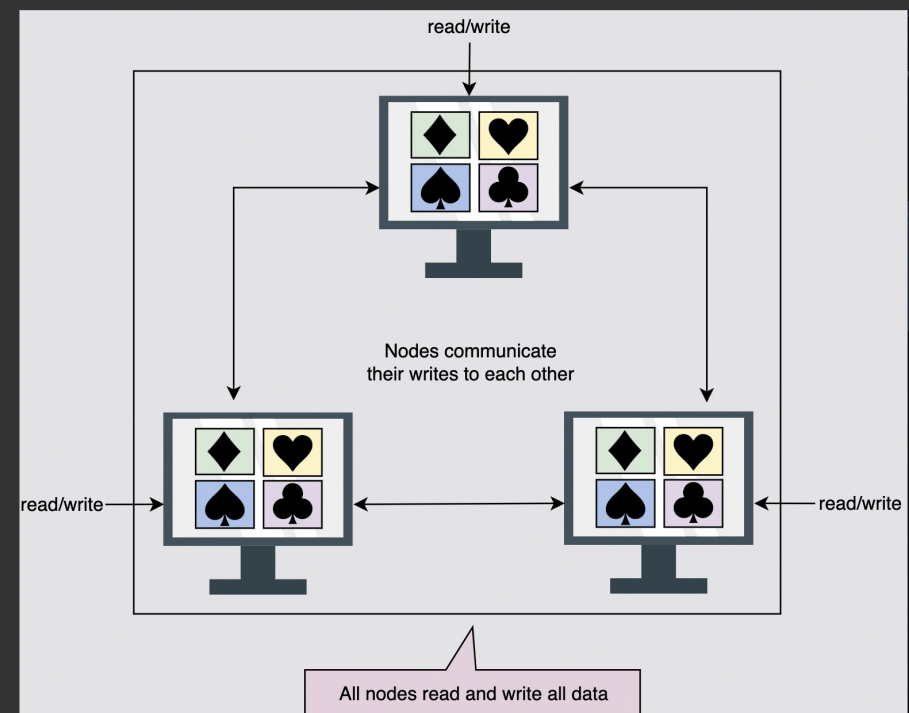 read/write
Nodes communicate
their writes to each other
read/write
read/write
All nodes read and write all data